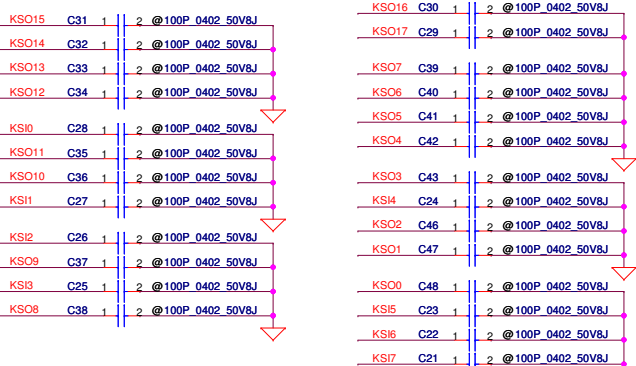 KSO15 C31 1 2 @100P_0402_50V8J
KSO14 C32 1 2 @100P_0402_50V8J
KSO13 C33 1 2 @100P_0402_50V8J
KSO12 C34 1 2 @100P_0402_50V8J
KSI0 C28 1 2 @100P_0402_50V8J
KSO11 C35 1 2 @100P_0402_50V8J
KSO10 C36 1 2 @100P_0402_50V8J
KSI1 C27 1 2 @100P_0402_50V8J
KSI2 C26 1 2 @100P_0402_50V8J
KSO9 C37 1 2 @100P_0402_50V8J
KSI3 C25 1 2 @100P_0402_50V8J
KSO8 C38 1 2 @100P_0402_50V8J
KSO16 C30 1 2 @100P_0402_50V8J
KSO17 C29 1 2 @100P_0402_50V8J
KSO7 C39 1 2 @100P_0402_50V8J
KSO6 C40 1 2 @100P_0402_50V8J
KSO5 C41 1 2 @100P_0402_50V8J
KSO4 C42 1 2 @100P_0402_50V8J
KSO3 C43 1 2 @100P_0402_50V8J
KSI4 C24 1 2 @100P_0402_50V8J
KSO2 C46 1 2 @100P_0402_50V8J
KSO1 C47 1 2 @100P_0402_50V8J
KSO0 C48 1 2 @100P_0402_50V8J
KSI5 C23 1 2 @100P_0402_50V8J
KSI6 C22 1 2 @100P_0402_50V8J
KSI7 C21 1 2 @100P_0402_50V8J